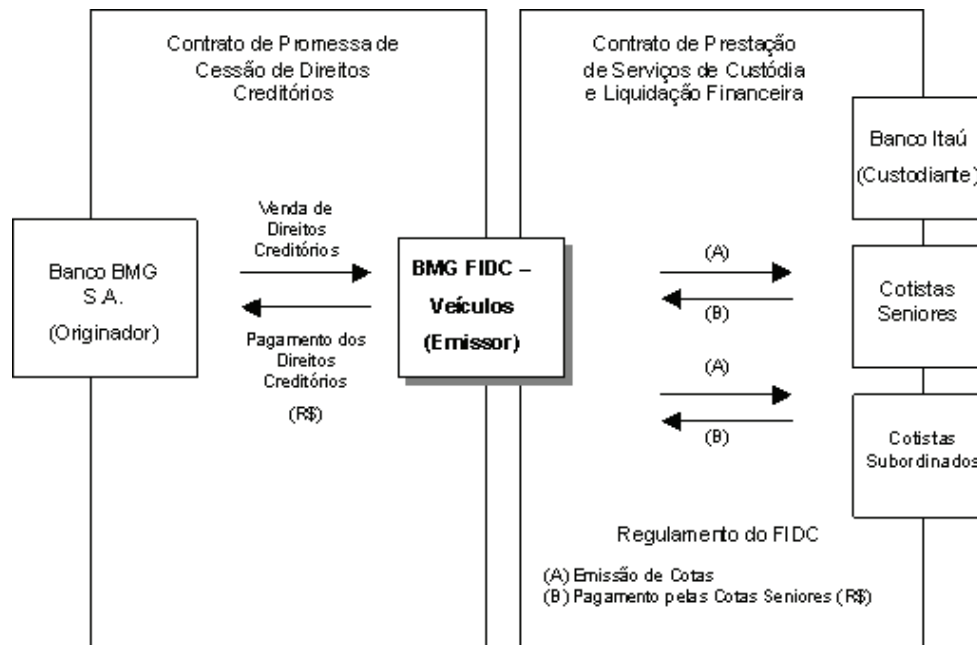 Contrato de Promessa de
Cessão de Direitos
Creditórios
Contrato de Prestação
de Serviços de Custódia
e Liquidação Financeira
Banco Itaú
(Custodiante)
Venda de
Direitos
Creditórios
Banco BMG
S.A.
(Originador)
BMG FIDC –
Veículos
(Emissor)
Pagamento dos
Direitos
Creditórios
(R$)
(A)
(B)
Cotistas
Seniores
(A)
(B)
Cotistas
Subordinados
Regulamento do FIDC
(A) Emissão de Cotas
(B) Pagamento pelas Cotas Seniores (R$)